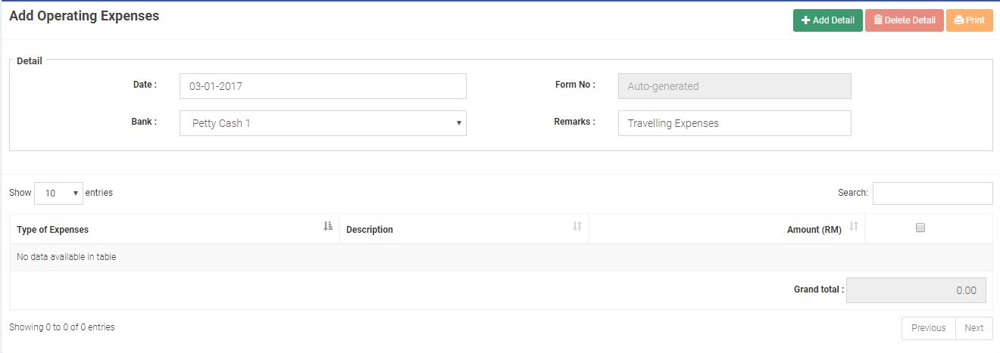 Add Operating Expenses
Add Detail Delete Detail Print
Detail
Date : 03-01-2017 Form No : Auto-generated
Bank : Petty Cash 1 Remarks : Travelling Expenses
Show 10 entries Search:
Type of Expenses Description Amount (RM)
No data available in table
Grand total : 0.00
Showing 0 to 0 of 0 entries Previous Next